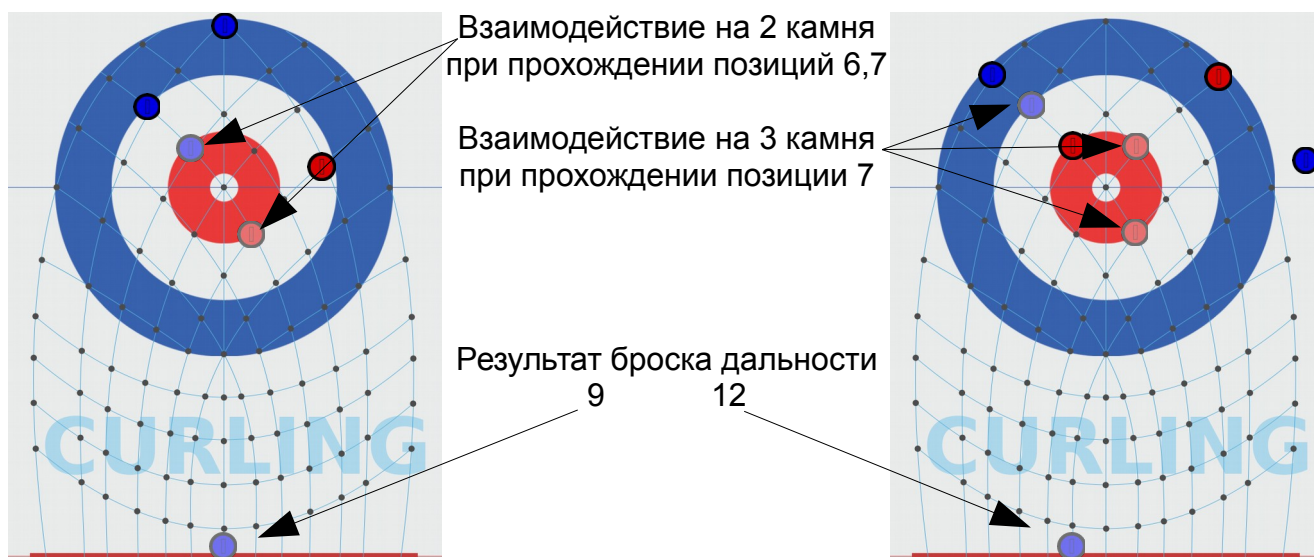 Взаимодействие на 2 камня
при прохождении позиций 6,7
Взаимодействие на 3 камня
при прохождении позиции 7
Результат броска дальности
9 12
CURLING
CURLING